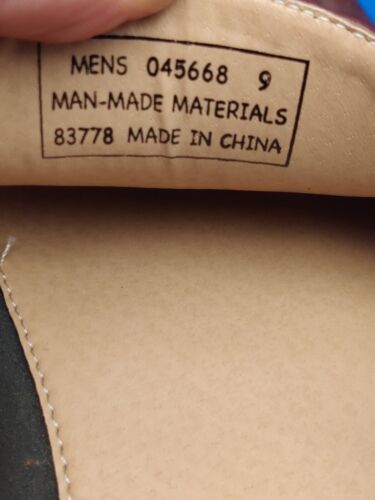 MENS 045668 9
MAN-MADE MATERIALS
83778 MADE IN CHINA